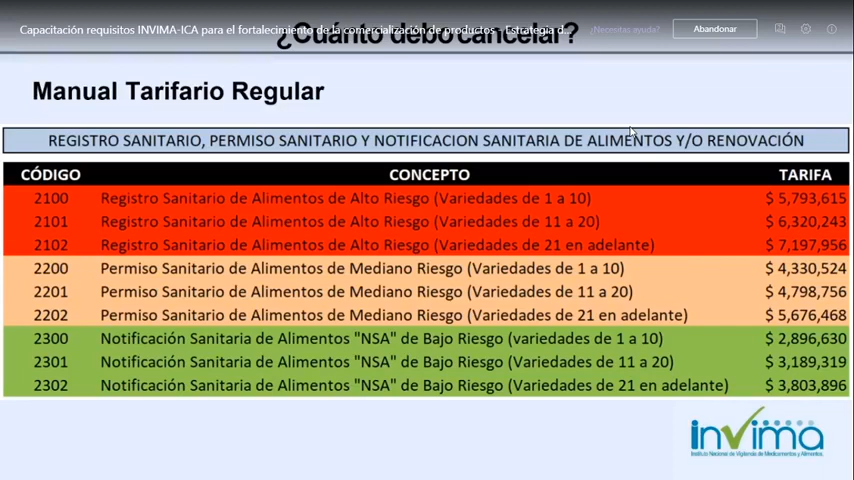 Capacitación requisitos INVIMA-ICA para el fortalecimiento de la comercialización de productos - Estrategia d...
¿Necesitas ayuda?
Abandonar
¿Cuánto debo cancelar?
Manual Tarifario Regular
REGISTRO SANITARIO, PERMISO SANITARIO Y NOTIFICACION SANITARIA DE ALIMENTOS Y/O RENOVACIÓN
CÓDIGO CONCEPTO TARIFA
2100 Registro Sanitario de Alimentos de Alto Riesgo (Variedades de 1 a 10) $ 5,793,615
2101 Registro Sanitario de Alimentos de Alto Riesgo (Variedades de 11 a 20) $ 6,320,243
2102 Registro Sanitario de Alimentos de Alto Riesgo (Variedades de 21 en adelante) $ 7,197,956
2200 Permiso Sanitario de Alimentos de Mediano Riesgo (Variedades de 1 a 10) $ 4,330,524
2201 Permiso Sanitario de Alimentos de Mediano Riesgo (Variedades de 11 a 20) $ 4,798,756
2202 Permiso Sanitario de Alimentos de Mediano Riesgo (Variedades de 21 en adelante) $ 5,676,468
2300 Notificación Sanitaria de Alimentos "NSA" de Bajo Riesgo (variedades de 1 a 10) $ 2,896,630
2301 Notificación Sanitaria de Alimentos "NSA" de Bajo Riesgo (Variedades de 11 a 20) $ 3,189,319
2302 Notificación Sanitaria de Alimentos "NSA" de Bajo Riesgo (Variedades de 21 en adelante) $ 3,803,896
invima
Instituto Nacional de Vigilancia de Medicamentos y Alimentos.